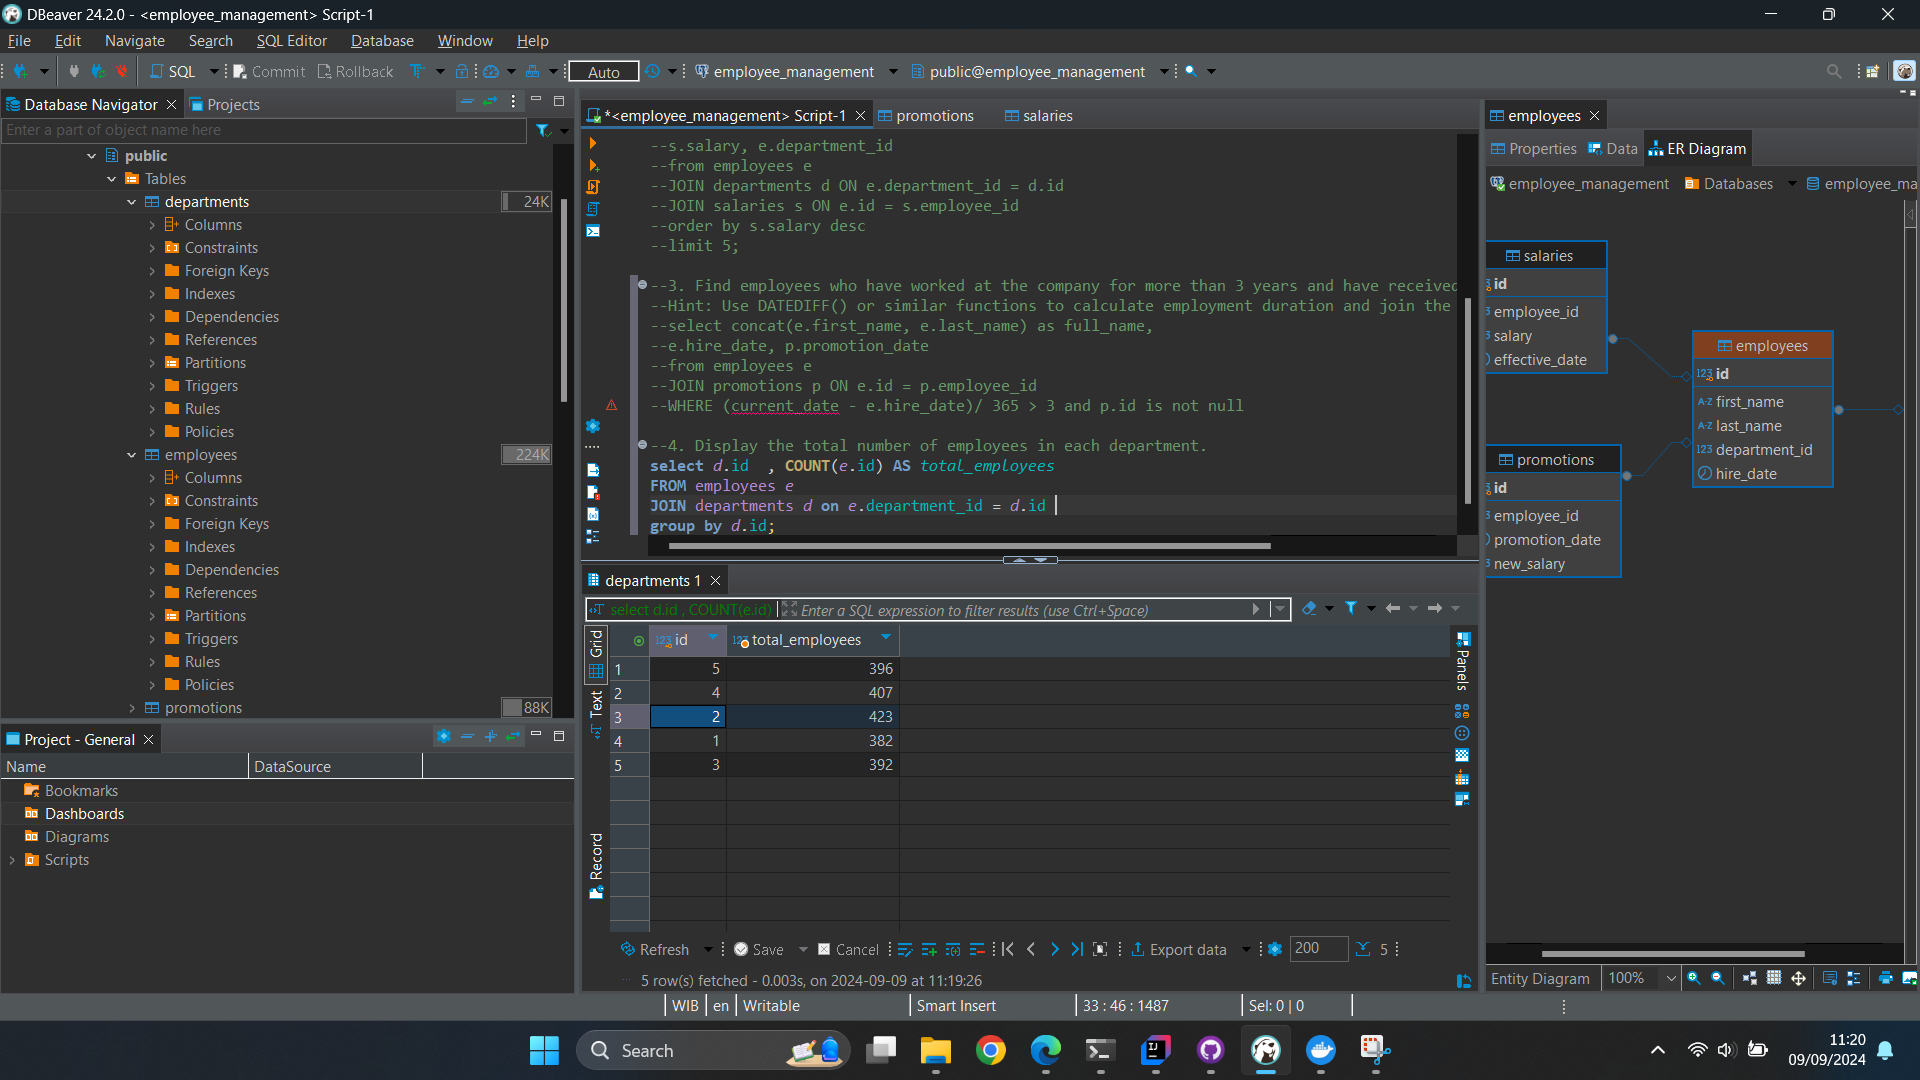 DBeaver 24.2.0 - <employee_management> Script-1
File Edit Navigate Search SQL Editor Database Window Help
SQL Commit Rollback Auto employee_management public@employee_management
Database Navigator Projects
Enter a part of object name here
public
Tables
departments 24K
Columns
Constraints
Foreign Keys
Indexes
Dependencies
References
Partitions
Triggers
Rules
Policies
employees 224K
Columns
Constraints
Foreign Keys
Indexes
Dependencies
References
Partitions
Triggers
Rules
Policies
promotions 88K
Project - General
Name DataSource
Bookmarks
Dashboards
Diagrams
Scripts
*<employee_management> Script-1 promotions salaries
--s.salary, e.department_id
--from employees e
--JOIN departments d ON e.department_id = d.id
--JOIN salaries s ON e.id = s.employee_id
--order by s.salary desc
--limit 5;
--3. Find employees who have worked at the company for more than 3 years and have received
--Hint: Use DATEDIFF() or similar functions to calculate employment duration and join the
--select concat(e.first_name, e.last_name) as full_name,
--e.hire_date, p.promotion_date
--from employees e
--JOIN promotions p ON e.id = p.employee_id
--WHERE (current_date - e.hire_date)/ 365 > 3 and p.id is not null
--4. Display the total number of employees in each department.
select d.id  , COUNT(e.id) AS total_employees
FROM employees e
JOIN departments d on e.department_id = d.id
group by d.id;
departments 1
select d.id , COUNT(e.id) Enter a SQL expression to filter results (use Ctrl+Space)
Grid
Text
Record
123 id 123 total_employees
1 5 396
2 4 407
3 2 423
4 1 382
5 3 392
Panels
Refresh Save Cancel Export data 200 5
5 row(s) fetched - 0.003s, on 2024-09-09 at 11:19:26
employees
Properties Data ER Diagram
employee_management Databases employee_ma
salaries
id
employee_id
salary
effective_date
employees
123 id
A-Z first_name
A-Z last_name
123 department_id
hire_date
promotions
id
employee_id
promotion_date
new_salary
Entity Diagram 100%
WIB en Writable Smart Insert 33 : 46 : 1487 Sel: 0 | 0
Search
11:20
09/09/2024